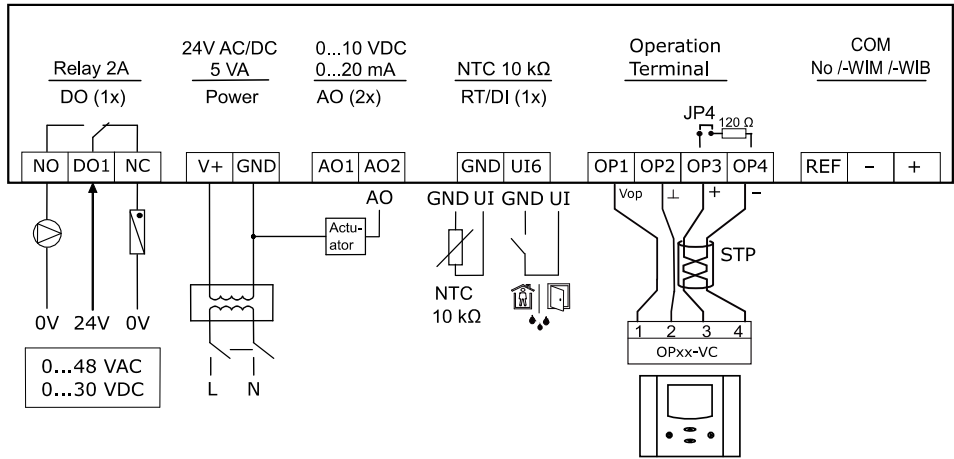 Relay 2A
DO (1x)
24V AC/DC
5 VA
Power
0...10 VDC
0...20 mA
AO (2x)
NTC 10 kΩ
RT/DI (1x)
Operation
Terminal
COM
No /-WIM /-WIB
JP4
120 Ω
NO DO1 NC
V+ GND
AO1 AO2
GND UI6
OP1 OP2 OP3 OP4
REF - +
Vop ⊥ + -
AO
GND UI GND UI
Actu-
ator
STP
NTC
10 kΩ
0V 24V 0V
0...48 VAC
0...30 VDC
L N
1 2 3 4
OPxx-VC